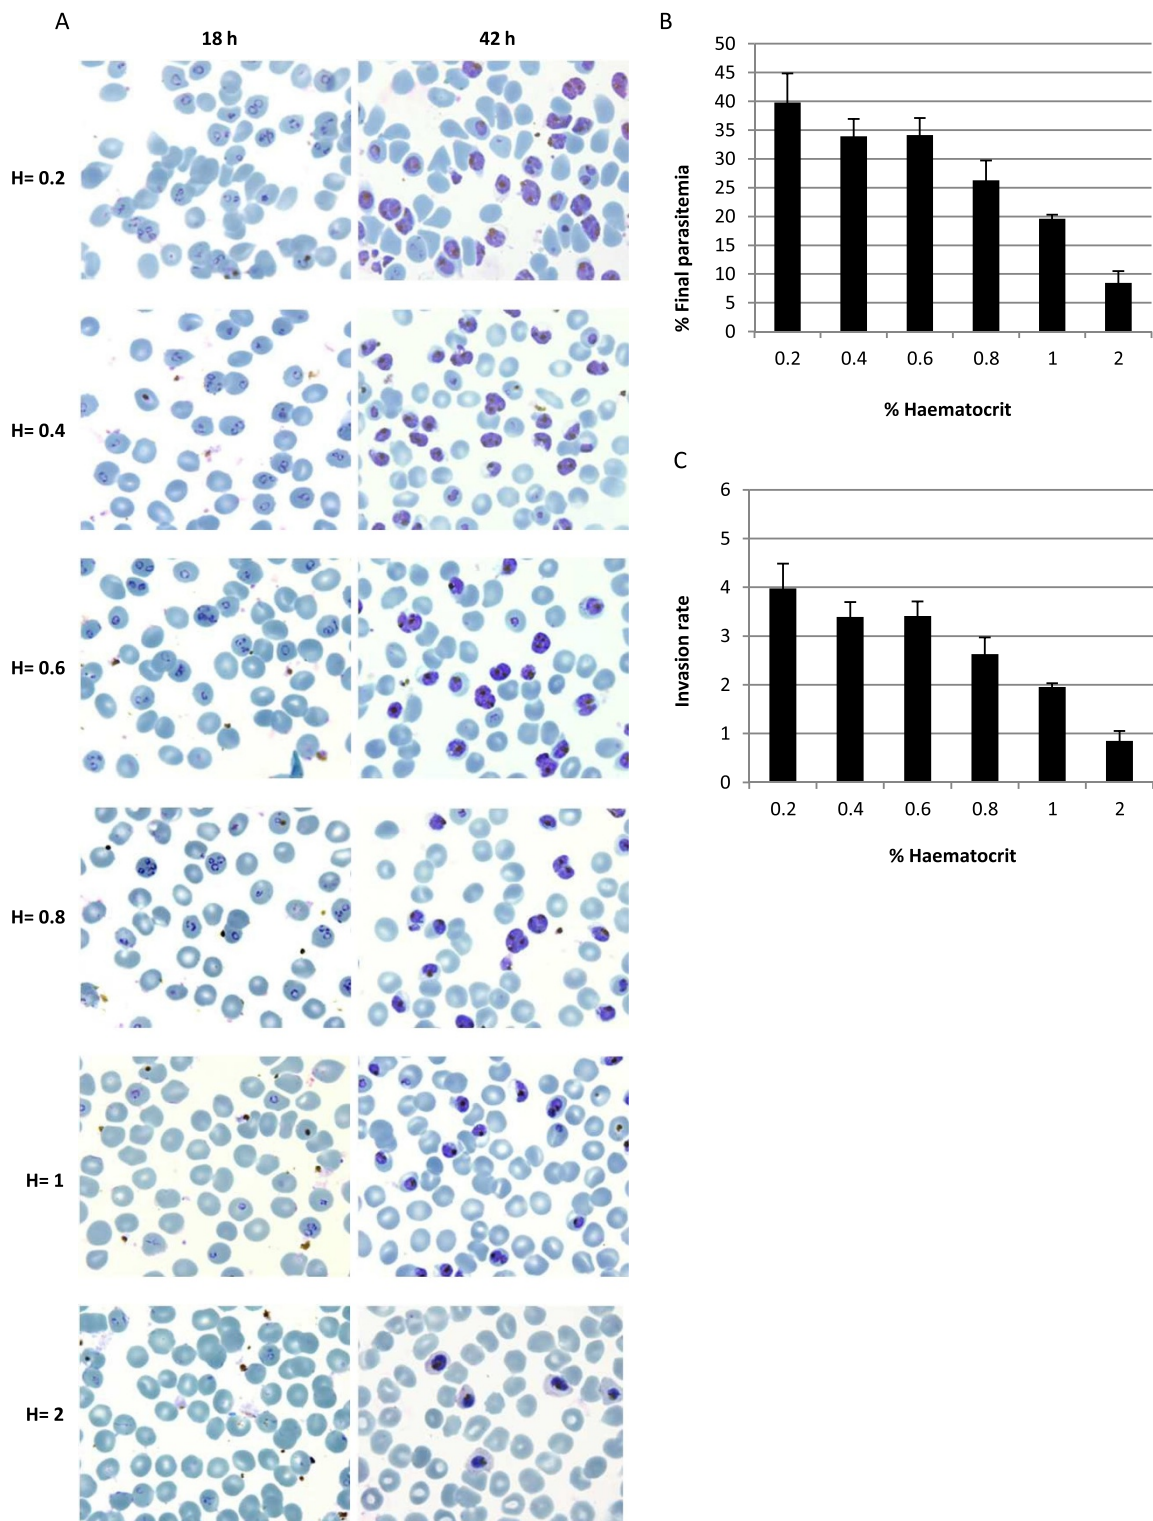 A
18 h
42 h
H= 0.2
H= 0.4
H= 0.6
H= 0.8
H= 1
H= 2
B
% Final parasitemia
50
45
40
35
30
25
20
15
10
5
0
0.2 0.4 0.6 0.8 1 2
% Haematocrit
C
Invasion rate
6
5
4
3
2
1
0
0.2 0.4 0.6 0.8 1 2
% Haematocrit